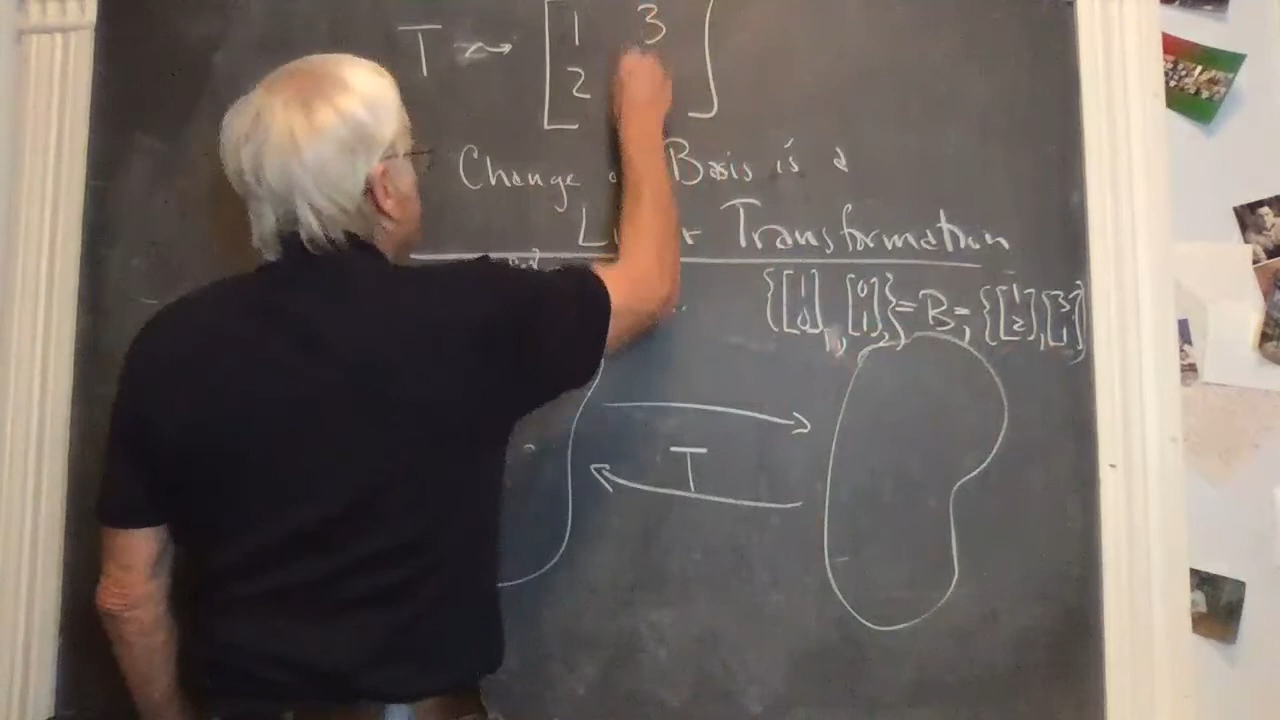 T ⇝ [1 3
2 ]
Change Basis is a
Transformation
{[1 0], [0 1]} = B = {[1 2], [3 1]}
T